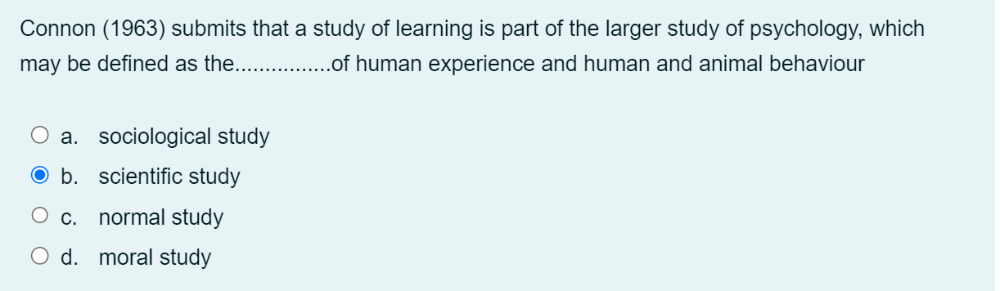 Connon (1963) submits that a study of learning is part of the larger study of psychology, which
may be defined as the................of human experience and human and animal behaviour
a. sociological study
b. scientific study
c. normal study
d. moral study